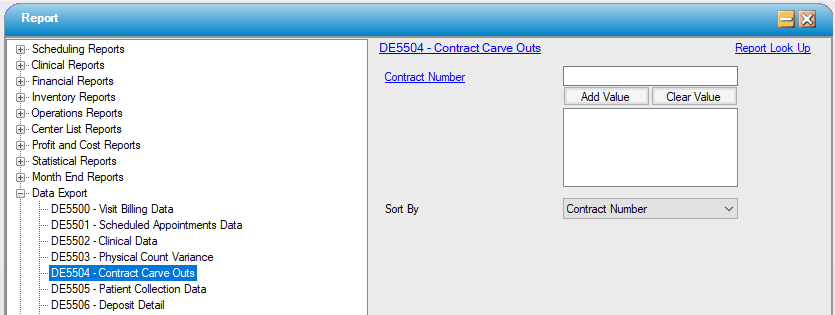 Report
Scheduling Reports
Clinical Reports
Financial Reports
Inventory Reports
Operations Reports
Center List Reports
Profit and Cost Reports
Statistical Reports
Month End Reports
Data Export
DE5500 - Visit Billing Data
DE5501 - Scheduled Appointments Data
DE5502 - Clinical Data
DE5503 - Physical Count Variance
DE5504 - Contract Carve Outs
DE5505 - Patient Collection Data
DE5506 - Deposit Detail
DE5504 - Contract Carve Outs Report Look Up
Contract Number
Add Value Clear Value
Sort By Contract Number